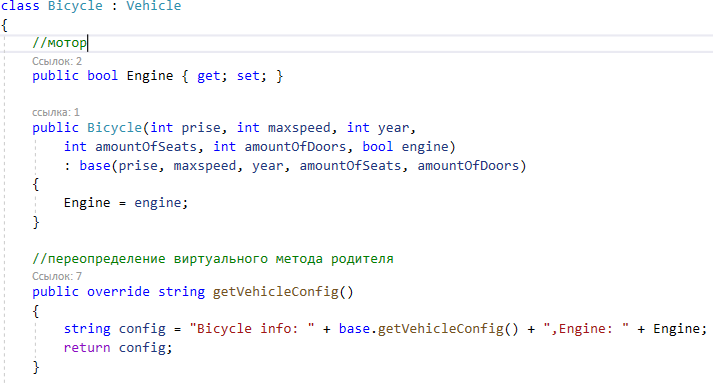 class Bicycle : Vehicle
{
//мотор
Ссылок: 2
public bool Engine { get; set; }
ссылка: 1
public Bicycle(int prise, int maxspeed, int year,
int amountOfSeats, int amountOfDoors, bool engine)
: base(prise, maxspeed, year, amountOfSeats, amountOfDoors)
{
Engine = engine;
}
//переопределение виртуального метода родителя
Ссылок: 7
public override string getVehicleConfig()
{
string config = "Bicycle info: " + base.getVehicleConfig() + ",Engine: " + Engine;
return config;
}